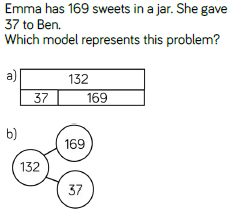 Emma has 169 sweets in a jar. She gave
37 to Ben.
Which model represents this problem?
a)
132
37 169
b)
169
132
37